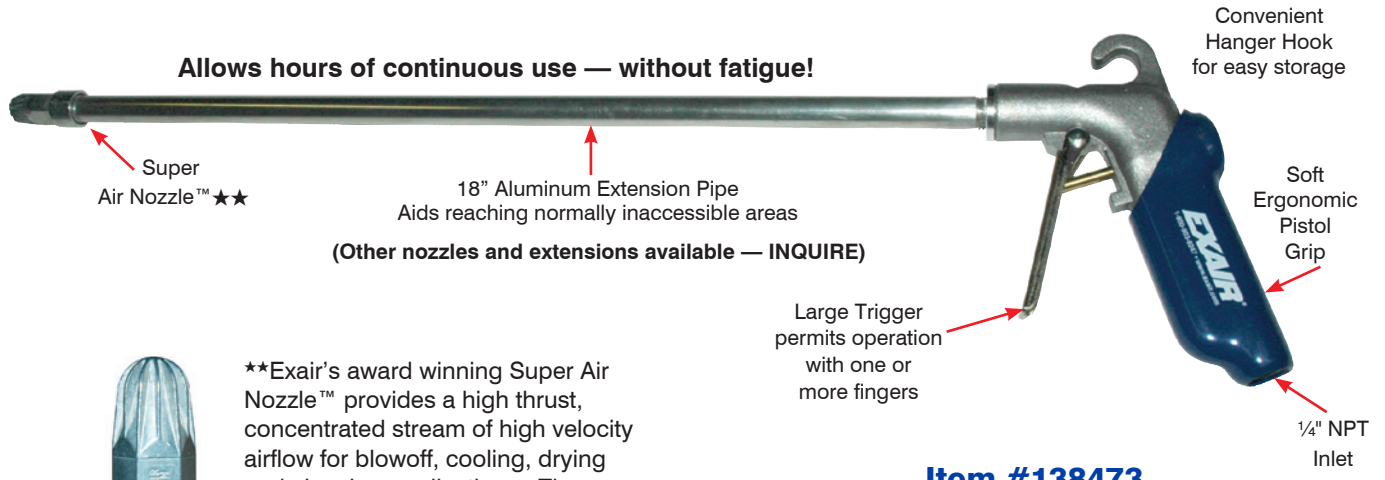 Convenient
Hanger Hook
for easy storage
Allows hours of continuous use — without fatigue!
Super
Air Nozzle™★★
18” Aluminum Extension Pipe
Aids reaching normally inaccessible areas
(Other nozzles and extensions available — INQUIRE)
Soft
Ergonomic
Pistol
Grip
EXAIR
Large Trigger
permits operation
with one or
more fingers
¼" NPT
Inlet
★★Exair’s award winning Super Air
Nozzle™ provides a high thrust,
concentrated stream of high velocity
airflow for blowoff, cooling, drying
Item #138473